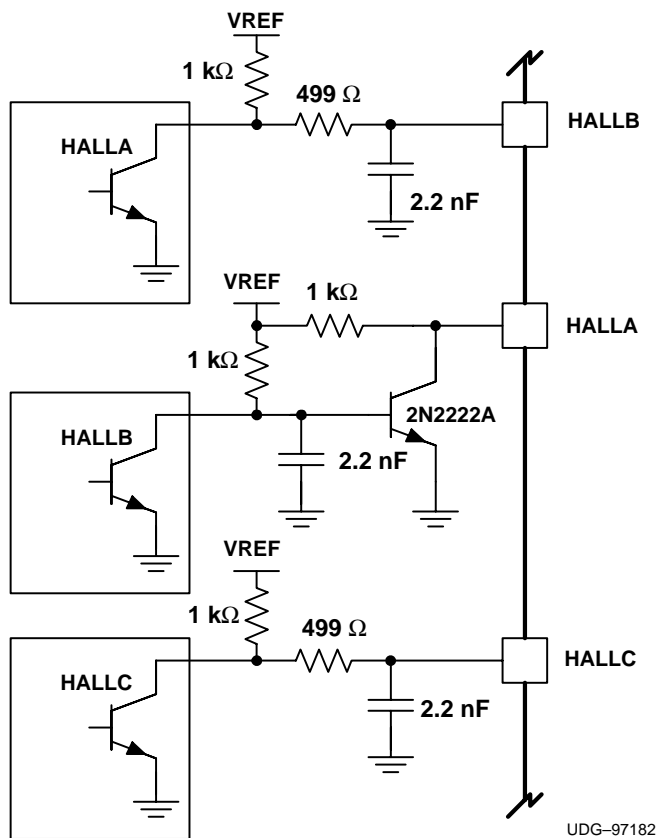 VREF
1 kΩ
499 Ω
HALLB
HALLA
2.2 nF
VREF
1 kΩ
HALLA
1 kΩ
2N2222A
HALLB
2.2 nF
VREF
1 kΩ
499 Ω
HALLC
HALLC
2.2 nF
UDG–97182